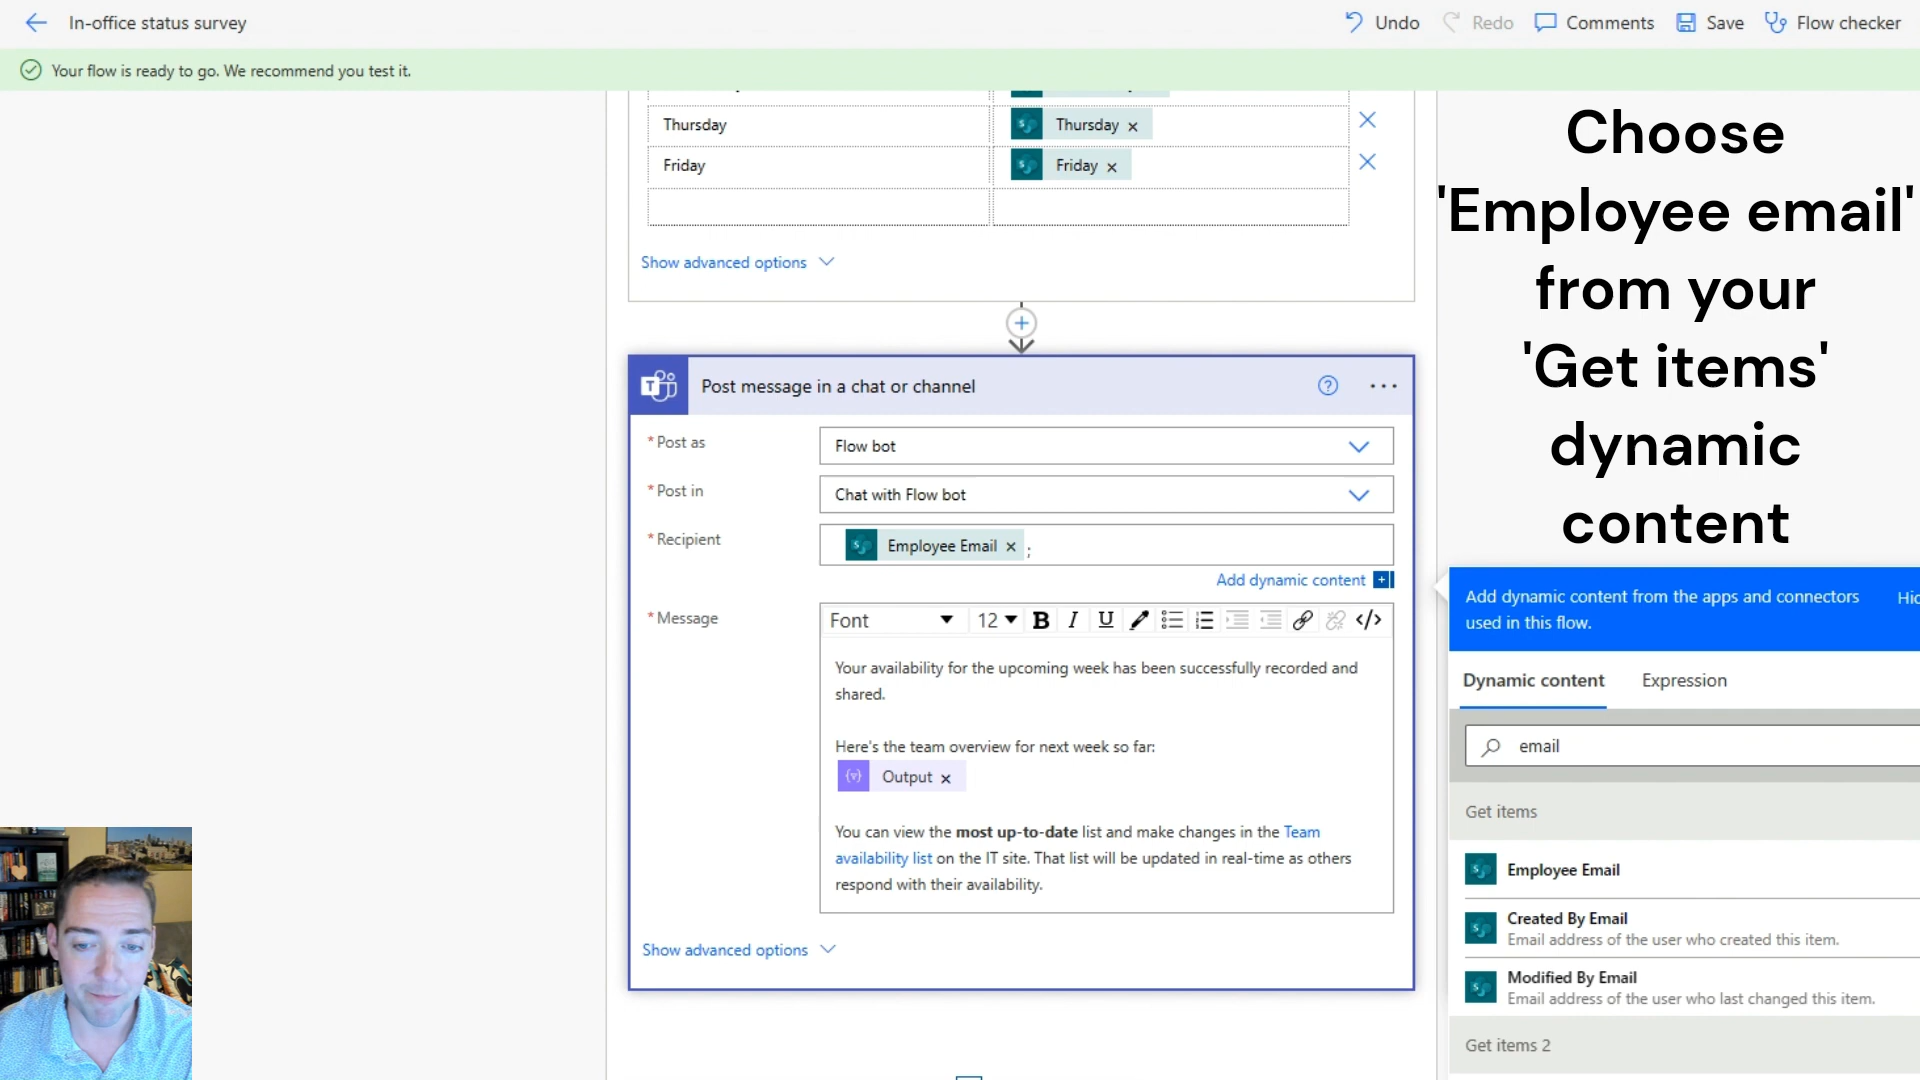 In-office status survey
Undo
Redo
Comments
Save
Flow checker
Your flow is ready to go. We recommend you test it.
Thursday
Thursday ×
Friday
Friday ×
Show advanced options
Post message in a chat or channel
*Post as
Flow bot
*Post in
Chat with Flow bot
*Recipient
Employee Email × ;
Add dynamic content
*Message
Font
12
B
I
U
</>
Your availability for the upcoming week has been successfully recorded and
shared.
Here's the team overview for next week so far:
Output ×
You can view the most up-to-date list and make changes in the Team
availability list on the IT site. That list will be updated in real-time as others
respond with their availability.
Show advanced options
Choose
'Employee email'
from your
'Get items'
dynamic
content
Add dynamic content from the apps and connectors
used in this flow.
Dynamic content
Expression
email
Get items
Employee Email
Created By Email
Email address of the user who created this item.
Modified By Email
Email address of the user who last changed this item.
Get items 2